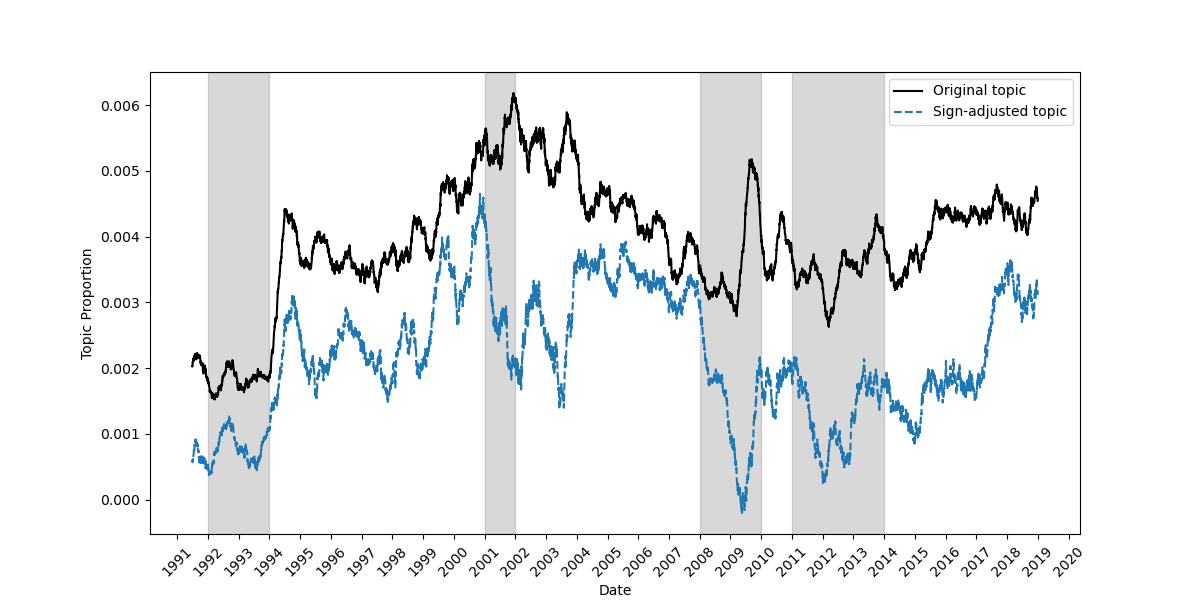 Original topic
Sign-adjusted topic
0.006
0.005
0.004
0.003
0.002
0.001
0.000
Topic Proportion
1991 1992 1993 1994 1995 1996 1997 1998 1999 2000 2001 2002 2003 2004 2005 2006 2007 2008 2009 2010 2011 2012 2013 2014 2015 2016 2017 2018 2019 2020
Date